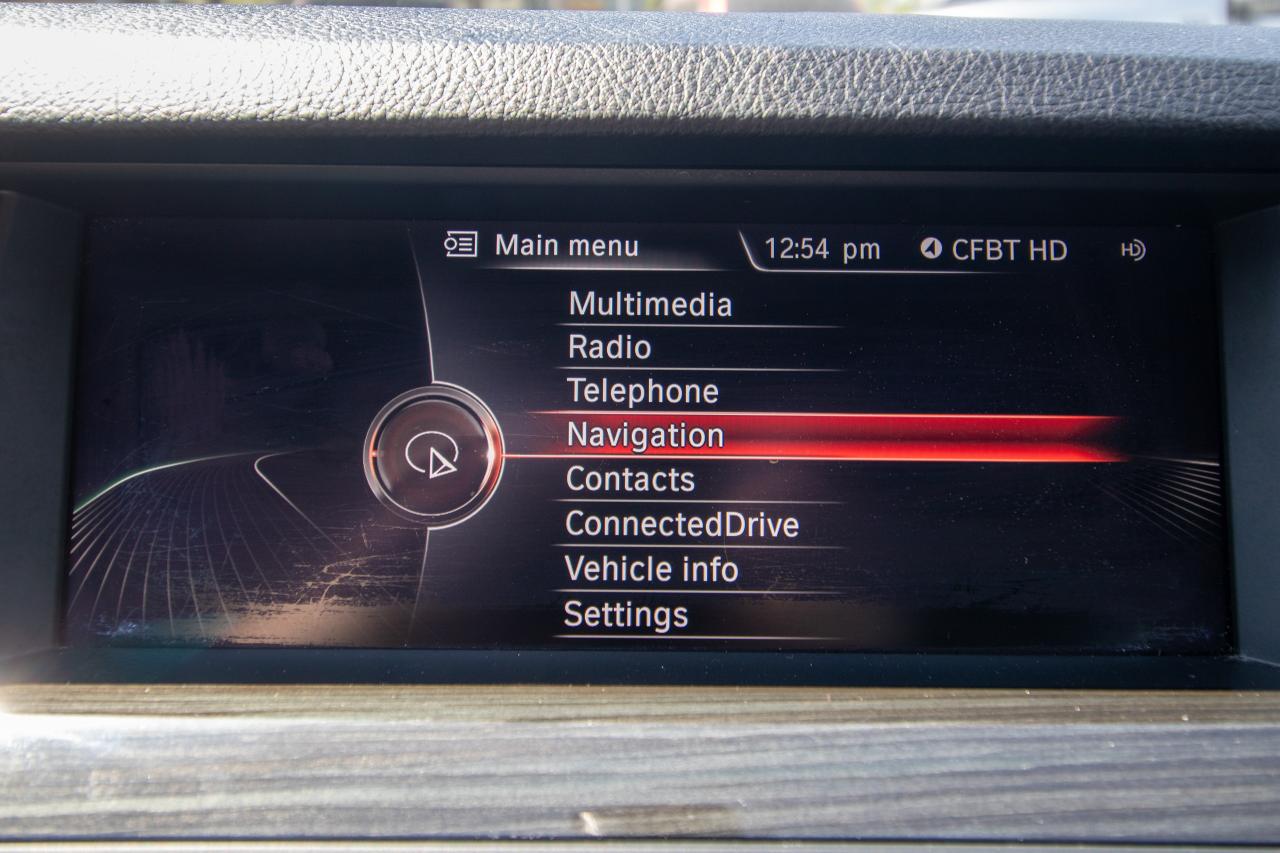 Main menu 12:54 pm CFBT HD HD
Multimedia
Radio
Telephone
Navigation
Contacts
ConnectedDrive
Vehicle info
Settings